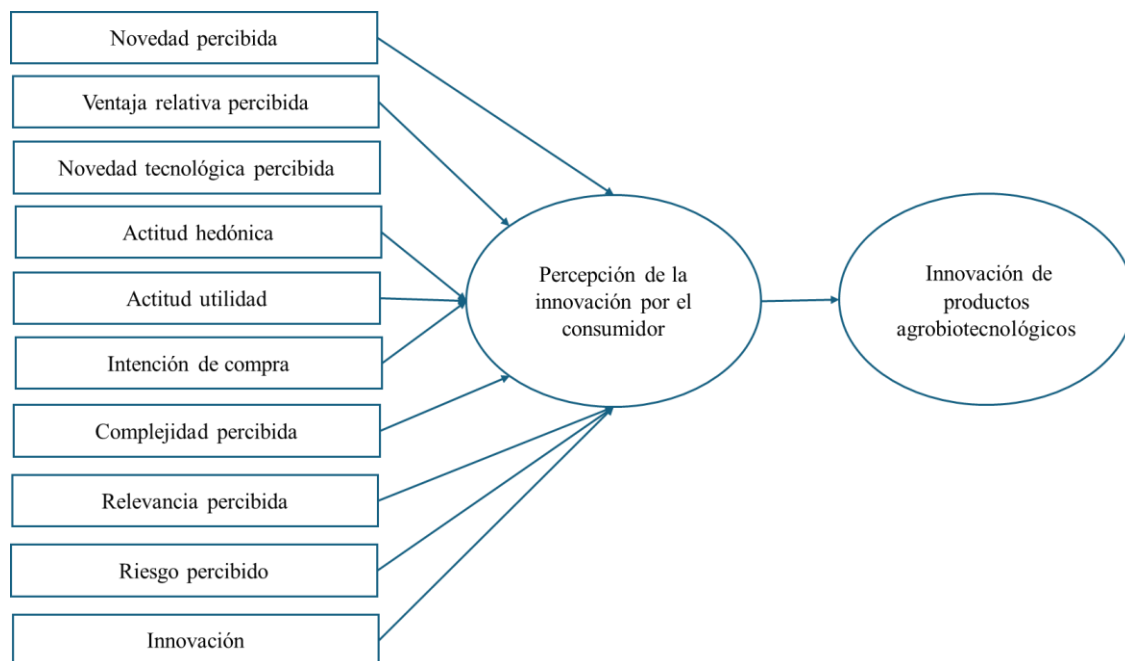 Novedad percibida
Ventaja relativa percibida
Novedad tecnológica percibida
Actitud hedónica
Actitud utilidad
Intención de compra
Complejidad percibida
Relevancia percibida
Riesgo percibido
Innovación
Percepción de la
innovación por el
consumidor
Innovación de
productos
agrobiotecnológicos